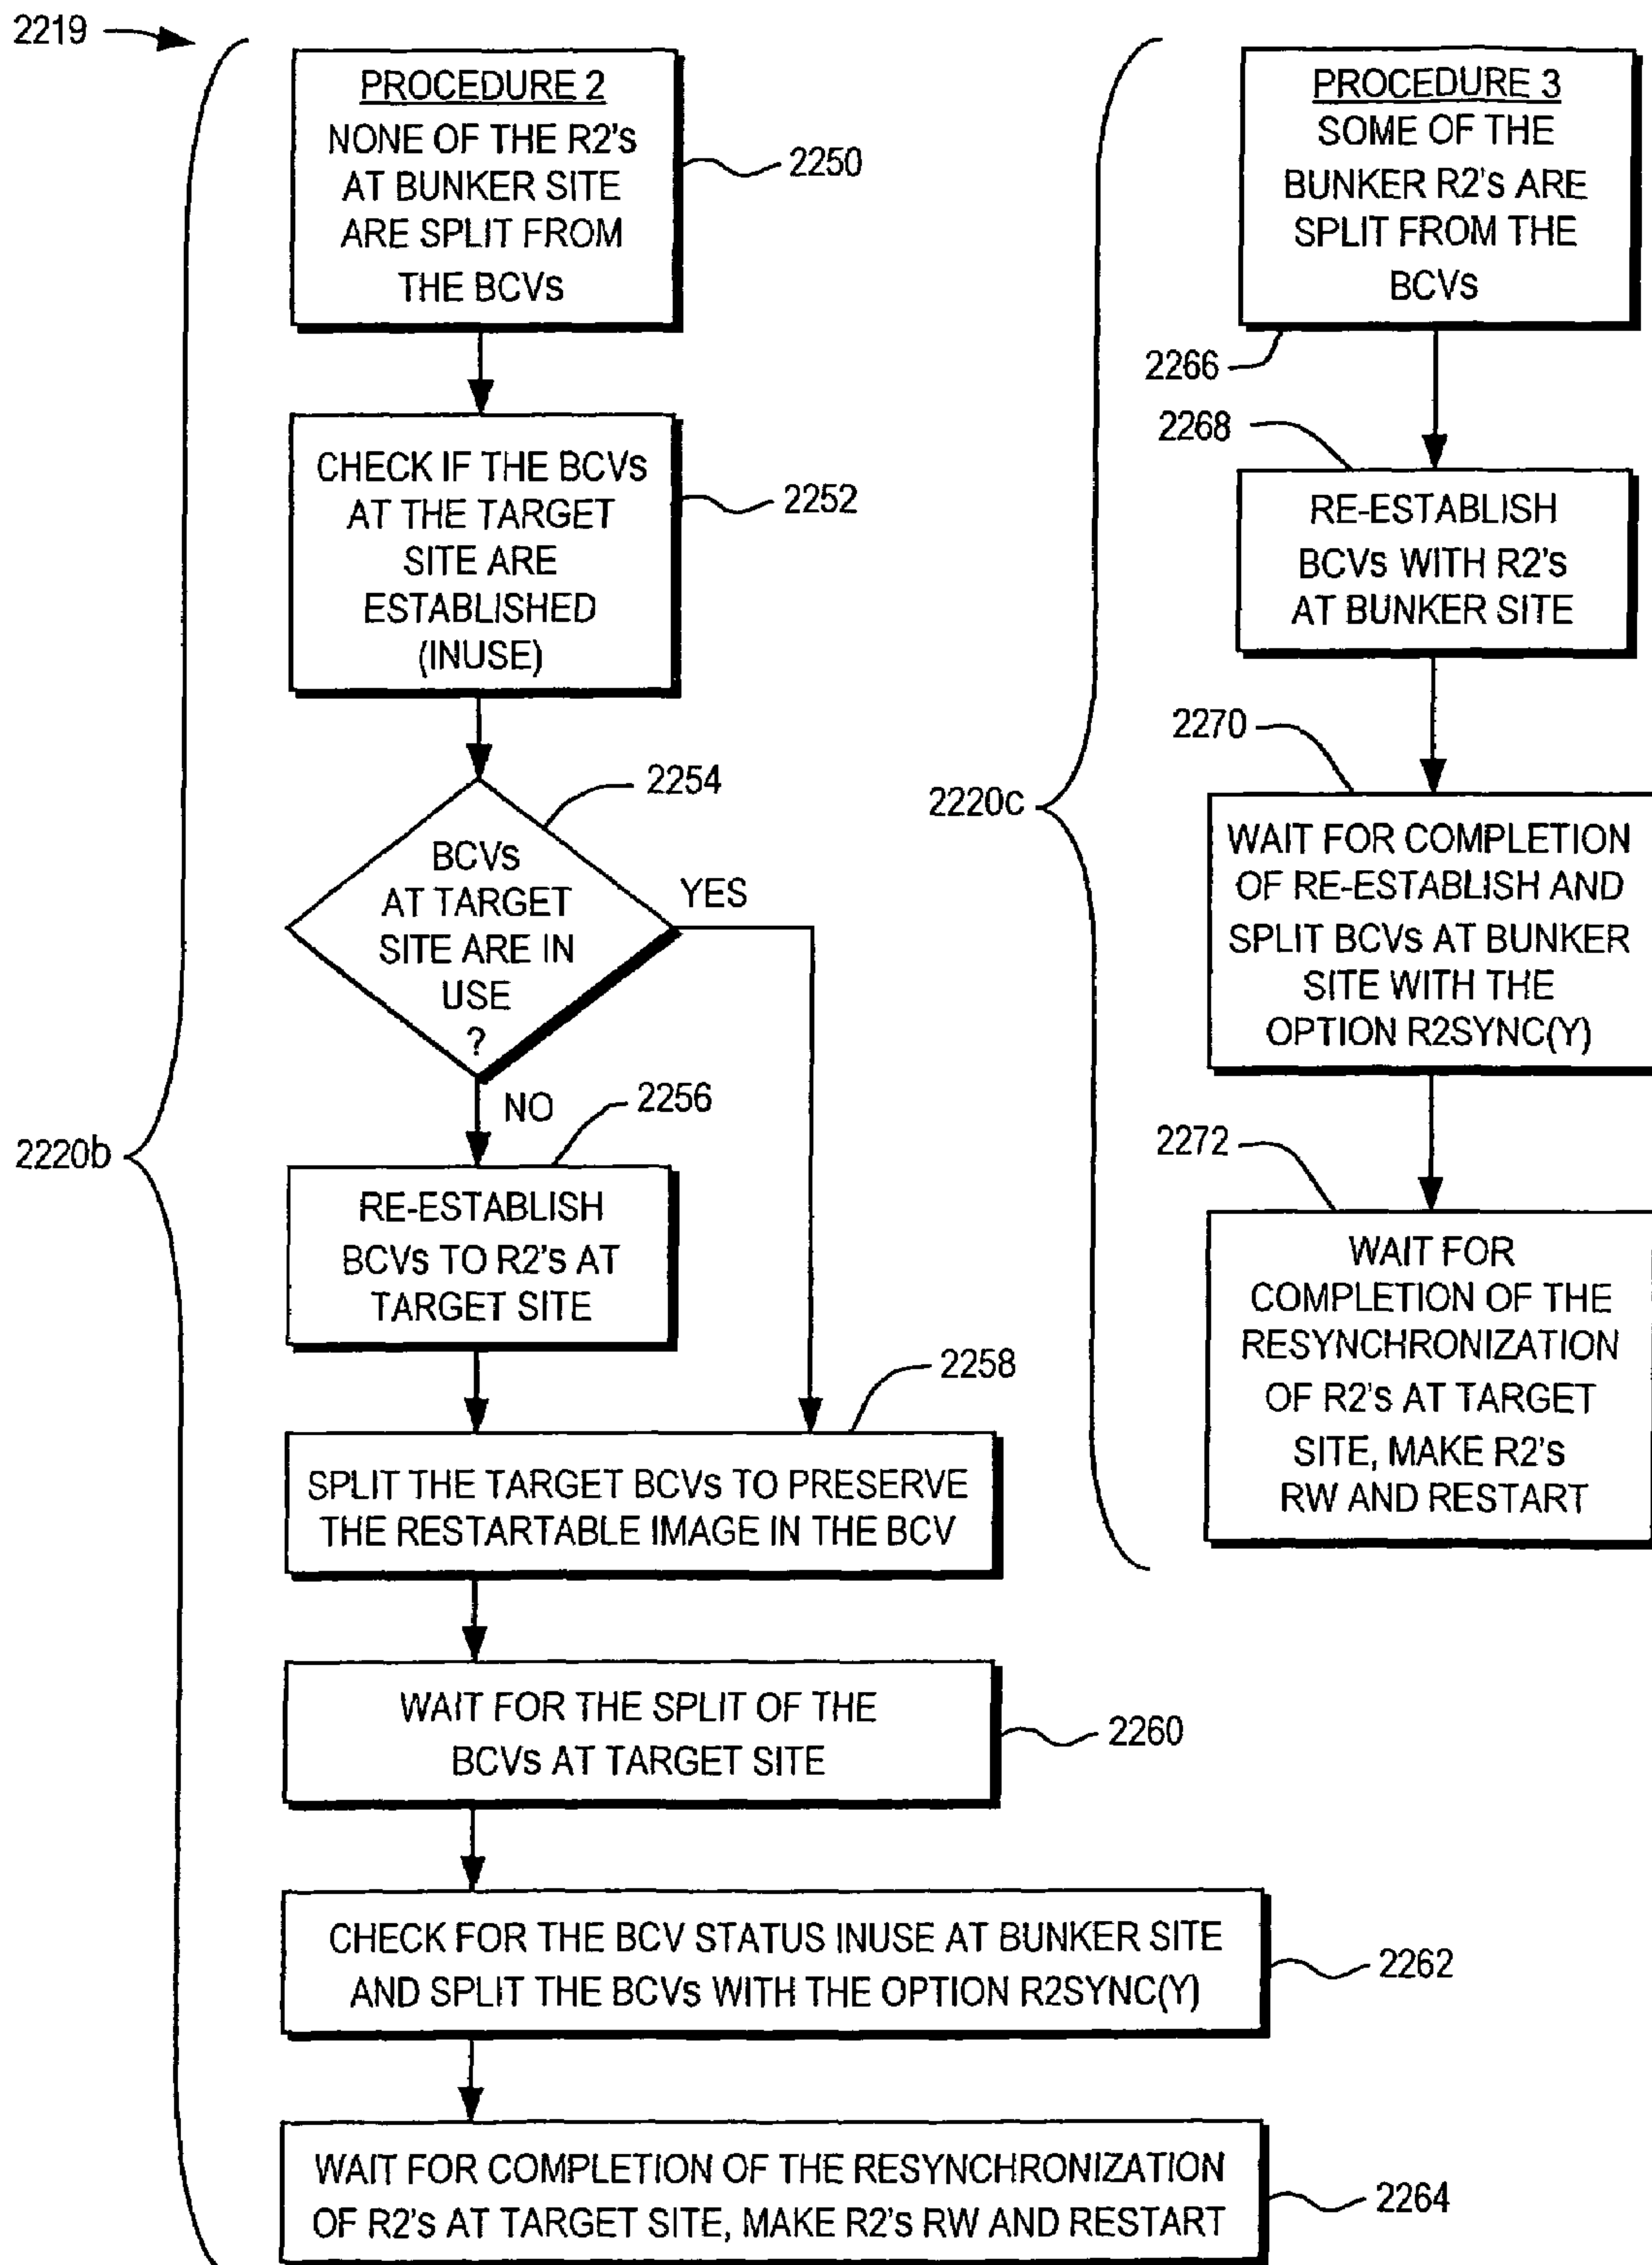 2219
PROCEDURE 2
NONE OF THE R2's
AT BUNKER SITE
ARE SPLIT FROM
THE BCVs
2250
CHECK IF THE BCVs
AT THE TARGET
SITE ARE
ESTABLISHED
(INUSE)
2252
2254
BCVs
AT TARGET
SITE ARE IN
USE
?
YES
NO
2256
2220b
RE-ESTABLISH
BCVs TO R2's AT
TARGET SITE
2258
SPLIT THE TARGET BCVs TO PRESERVE
THE RESTARTABLE IMAGE IN THE BCV
WAIT FOR THE SPLIT OF THE
BCVs AT TARGET SITE
2260
CHECK FOR THE BCV STATUS INUSE AT BUNKER SITE
AND SPLIT THE BCVs WITH THE OPTION R2SYNC(Y)
2262
WAIT FOR COMPLETION OF THE RESYNCHRONIZATION
OF R2's AT TARGET SITE, MAKE R2's RW AND RESTART
2264
PROCEDURE 3
SOME OF THE
BUNKER R2's ARE
SPLIT FROM THE
BCVs
2266
2268
RE-ESTABLISH
BCVs WITH R2's
AT BUNKER SITE
2270
2220c
WAIT FOR COMPLETION
OF RE-ESTABLISH AND
SPLIT BCVs AT BUNKER
SITE WITH THE
OPTION R2SYNC(Y)
2272
WAIT FOR
COMPLETION OF THE
RESYNCHRONIZATION
OF R2's AT TARGET
SITE, MAKE R2's
RW AND RESTART